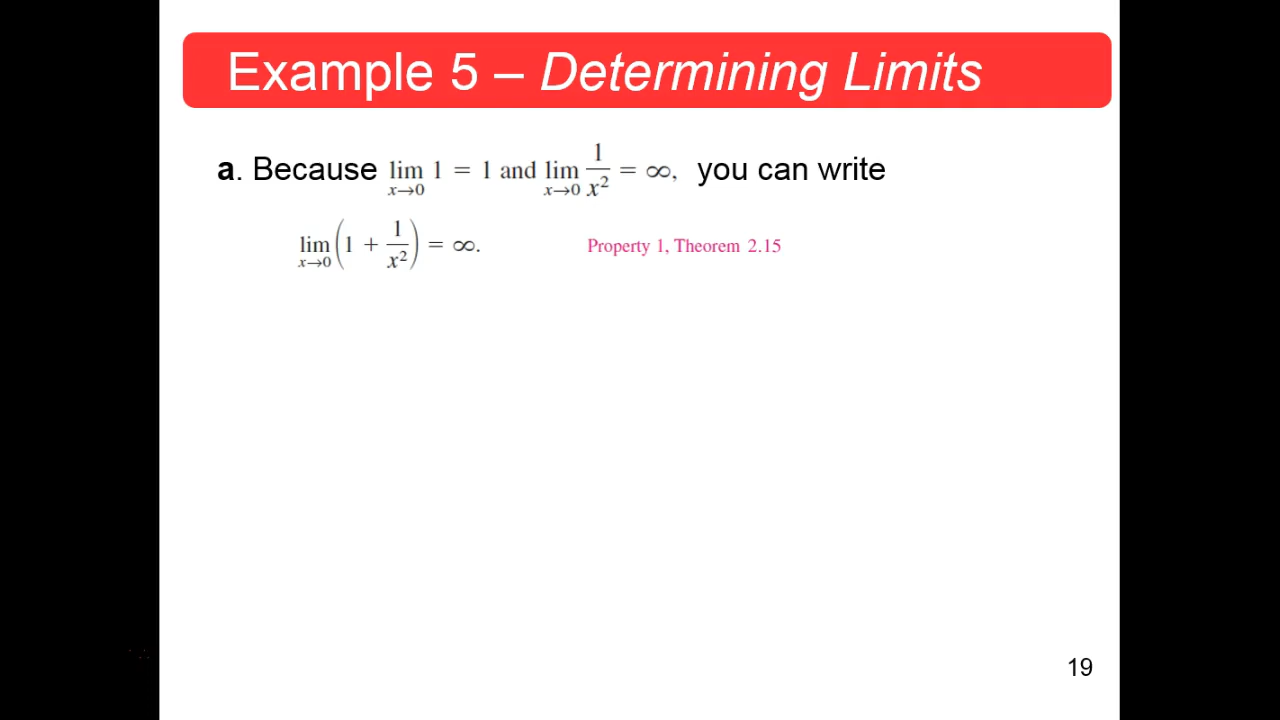 Example 5 – Determining Limits
a. Because lim x→0 1 = 1 and lim x→0 1/x² = ∞, you can write
lim x→0 (1 + 1/x²) = ∞. Property 1, Theorem 2.15
19